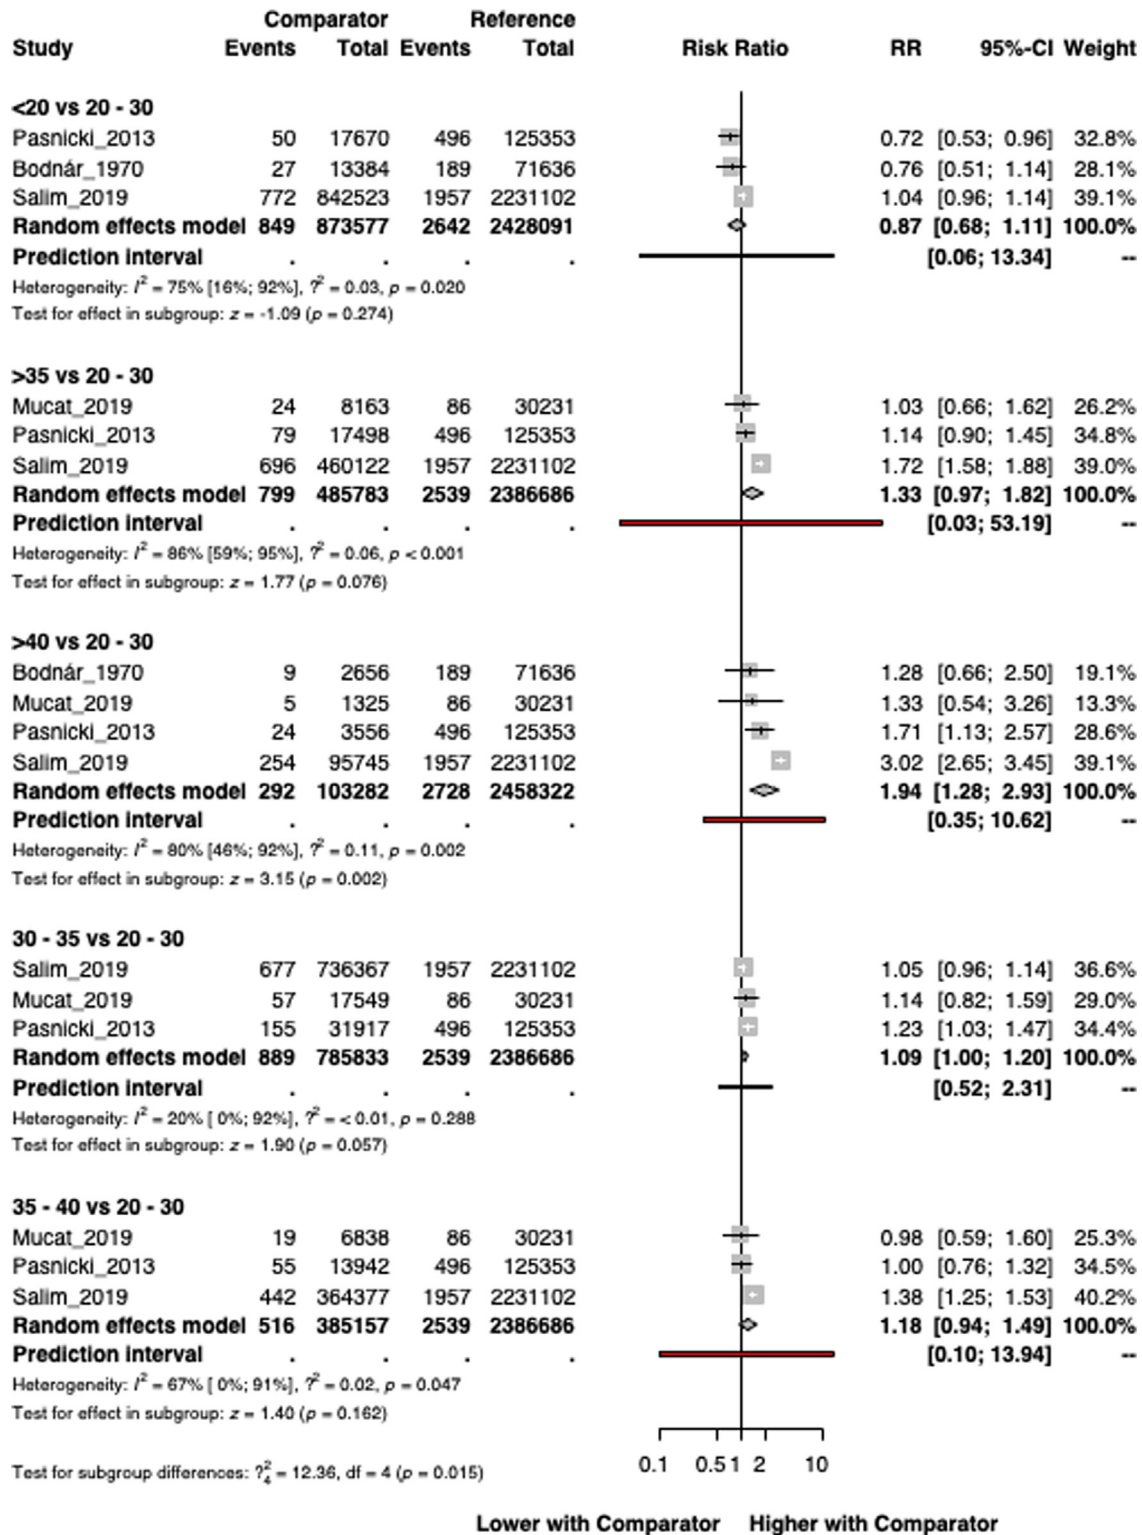 Comparator Reference
Study Events Total Events Total Risk Ratio RR 95%-CI Weight
<20 vs 20 - 30
Pasnicki_2013 50 17670 496 125353 0.72 [0.53; 0.96] 32.8%
Bodnár_1970 27 13384 189 71636 0.76 [0.51; 1.14] 28.1%
Salim_2019 772 842523 1957 2231102 1.04 [0.96; 1.14] 39.1%
Random effects model 849 873577 2642 2428091 0.87 [0.68; 1.11] 100.0%
Prediction interval . . . . [0.06; 13.34] --
Heterogeneity: I² = 75% [16%; 92%], ?² = 0.03, p = 0.020
Test for effect in subgroup: z = -1.09 (p = 0.274)
>35 vs 20 - 30
Mucat_2019 24 8163 86 30231 1.03 [0.66; 1.62] 26.2%
Pasnicki_2013 79 17498 496 125353 1.14 [0.90; 1.45] 34.8%
Salim_2019 696 460122 1957 2231102 1.72 [1.58; 1.88] 39.0%
Random effects model 799 485783 2539 2386686 1.33 [0.97; 1.82] 100.0%
Prediction interval . . . . [0.03; 53.19] --
Heterogeneity: I² = 86% [59%; 95%], ?² = 0.06, p < 0.001
Test for effect in subgroup: z = 1.77 (p = 0.076)
>40 vs 20 - 30
Bodnár_1970 9 2656 189 71636 1.28 [0.66; 2.50] 19.1%
Mucat_2019 5 1325 86 30231 1.33 [0.54; 3.26] 13.3%
Pasnicki_2013 24 3556 496 125353 1.71 [1.13; 2.57] 28.6%
Salim_2019 254 95745 1957 2231102 3.02 [2.65; 3.45] 39.1%
Random effects model 292 103282 2728 2458322 1.94 [1.28; 2.93] 100.0%
Prediction interval . . . . [0.35; 10.62] --
Heterogeneity: I² = 80% [46%; 92%], ?² = 0.11, p = 0.002
Test for effect in subgroup: z = 3.15 (p = 0.002)
30 - 35 vs 20 - 30
Salim_2019 677 736367 1957 2231102 1.05 [0.96; 1.14] 36.6%
Mucat_2019 57 17549 86 30231 1.14 [0.82; 1.59] 29.0%
Pasnicki_2013 155 31917 496 125353 1.23 [1.03; 1.47] 34.4%
Random effects model 889 785833 2539 2386686 1.09 [1.00; 1.20] 100.0%
Prediction interval . . . . [0.52; 2.31] --
Heterogeneity: I² = 20% [ 0%; 92%], ?² = < 0.01, p = 0.288
Test for effect in subgroup: z = 1.90 (p = 0.057)
35 - 40 vs 20 - 30
Mucat_2019 19 6838 86 30231 0.98 [0.59; 1.60] 25.3%
Pasnicki_2013 55 13942 496 125353 1.00 [0.76; 1.32] 34.5%
Salim_2019 442 364377 1957 2231102 1.38 [1.25; 1.53] 40.2%
Random effects model 516 385157 2539 2386686 1.18 [0.94; 1.49] 100.0%
Prediction interval . . . . [0.10; 13.94] --
Heterogeneity: I² = 67% [ 0%; 91%], ?² = 0.02, p = 0.047
Test for effect in subgroup: z = 1.40 (p = 0.162)
Test for subgroup differences: ?²₄ = 12.36, df = 4 (p = 0.015)
0.1 0.5 1 2 10
Lower with Comparator Higher with Comparator